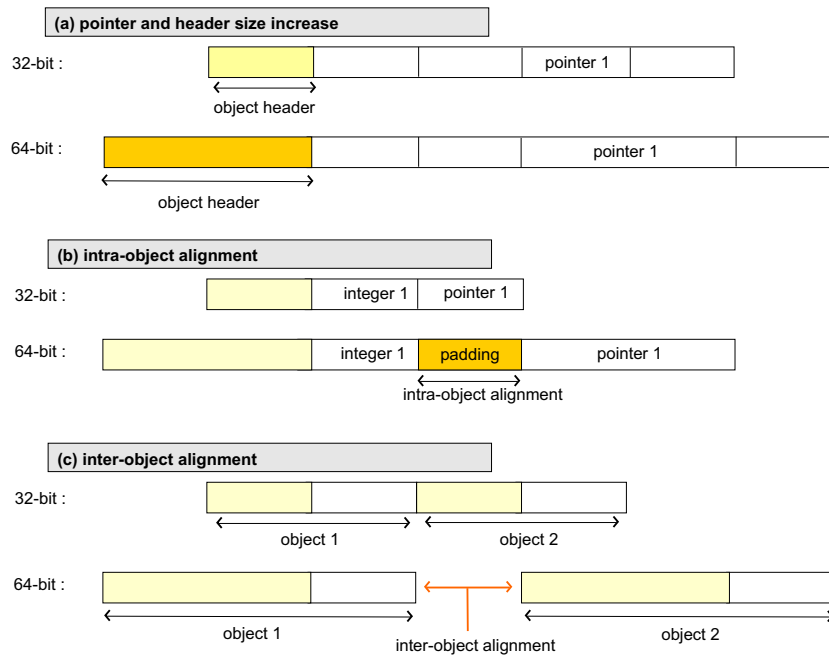 (a) pointer and header size increase
32-bit :
pointer 1
object header
64-bit :
pointer 1
object header
(b) intra-object alignment
32-bit :
integer 1
pointer 1
64-bit :
integer 1
padding
pointer 1
intra-object alignment
(c) inter-object alignment
32-bit :
object 1
object 2
64-bit :
object 1
inter-object alignment
object 2